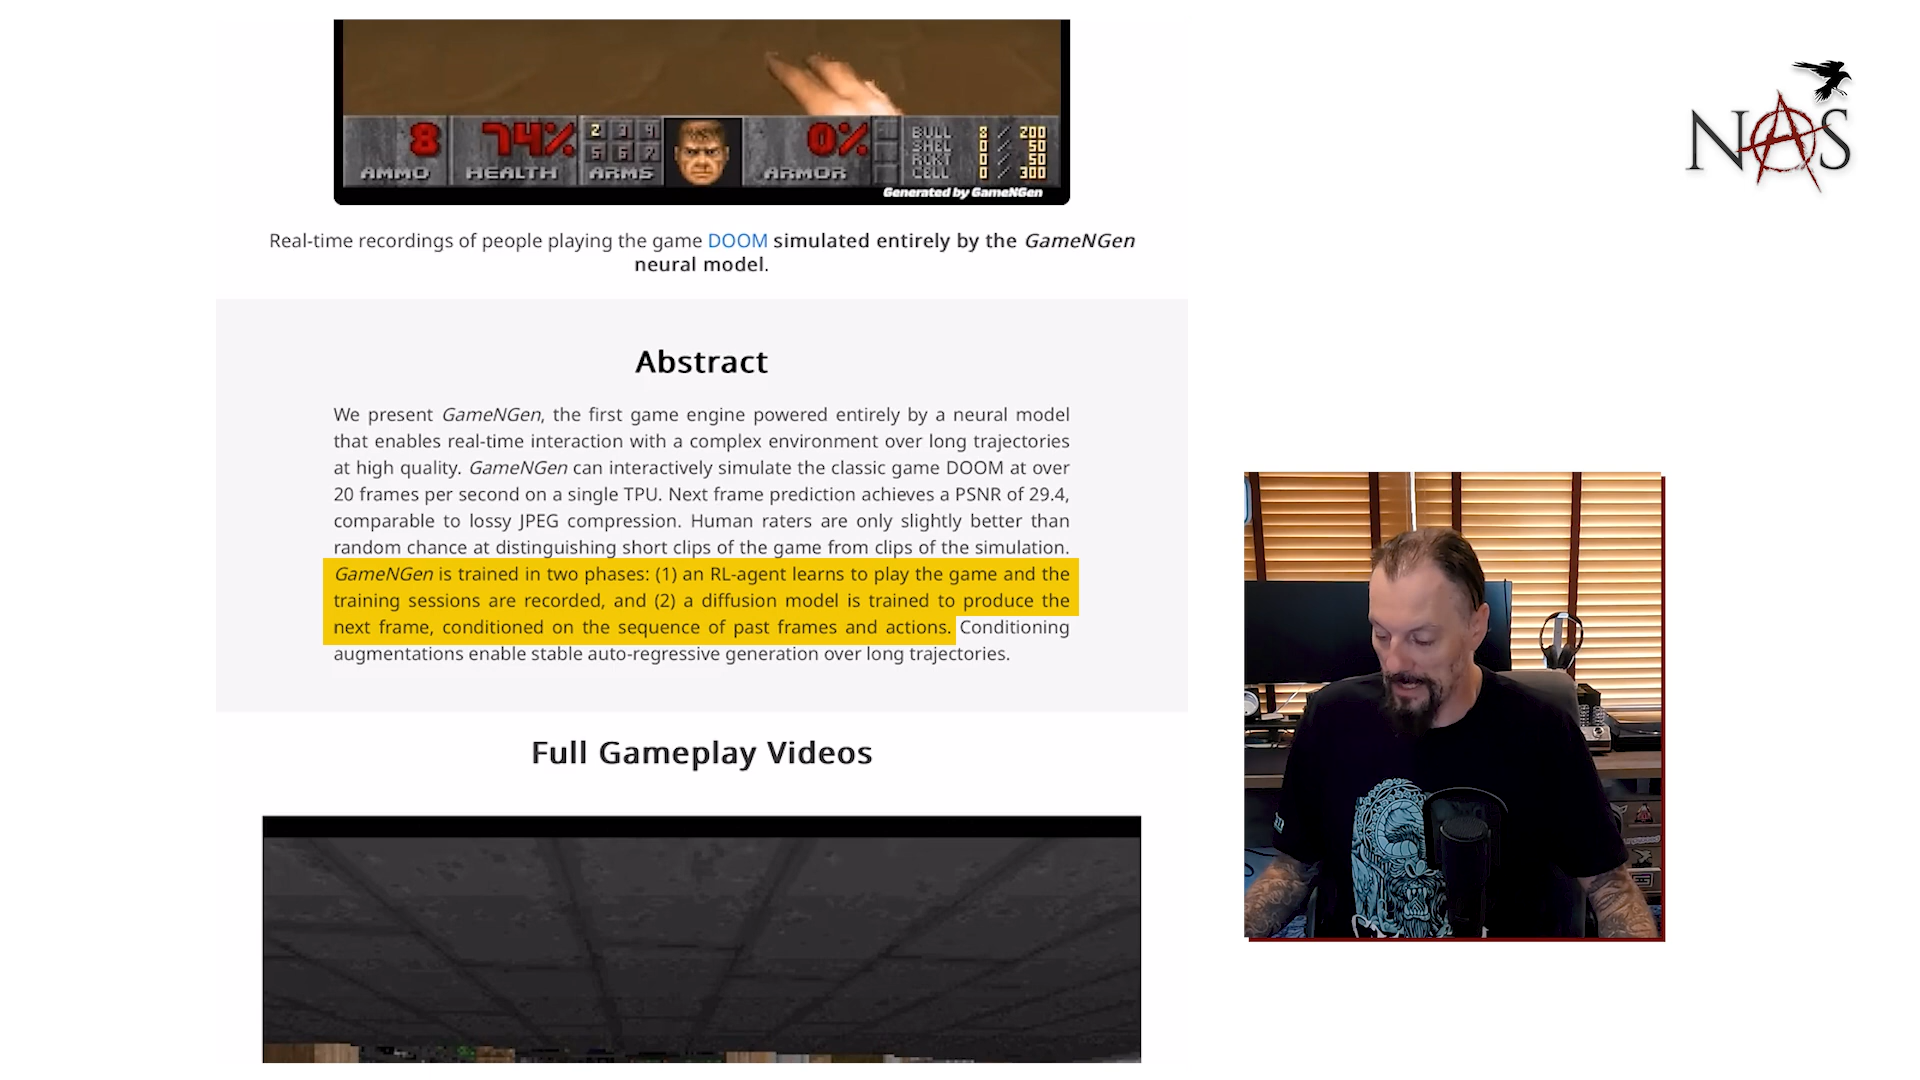 NAS
8 74% 2 3 4 0% BULL 8 / 200
5 6 7 SHEL 0 / 50
RCKT 0 / 50
AMMO HEALTH ARMS ARMOR CELL 0 / 300
Generated by GameNGen
Real-time recordings of people playing the game DOOM simulated entirely by the GameNGen
neural model.
Abstract
We present GameNGen, the first game engine powered entirely by a neural model
that enables real-time interaction with a complex environment over long trajectories
at high quality. GameNGen can interactively simulate the classic game DOOM at over
20 frames per second on a single TPU. Next frame prediction achieves a PSNR of 29.4,
comparable to lossy JPEG compression. Human raters are only slightly better than
random chance at distinguishing short clips of the game from clips of the simulation.
GameNGen is trained in two phases: (1) an RL-agent learns to play the game and the
training sessions are recorded, and (2) a diffusion model is trained to produce the
next frame, conditioned on the sequence of past frames and actions. Conditioning
augmentations enable stable auto-regressive generation over long trajectories.
Full Gameplay Videos